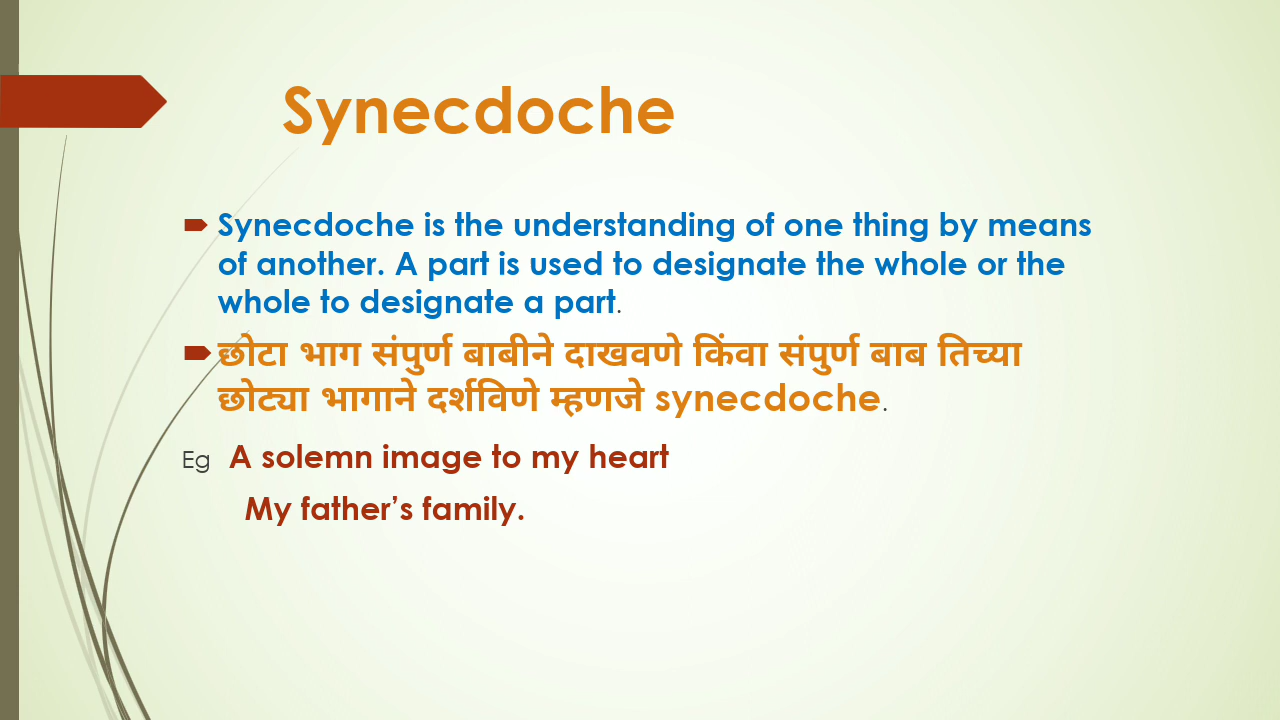 Synecdoche
Synecdoche is the understanding of one thing by means
of another. A part is used to designate the whole or the
whole to designate a part.
छोटा भाग संपुर्ण बाबीने दाखवणे किंवा संपुर्ण बाब तिच्या
छोट्या भागाने दर्शविणे म्हणजे synecdoche.
Eg A solemn image to my heart
My father’s family.